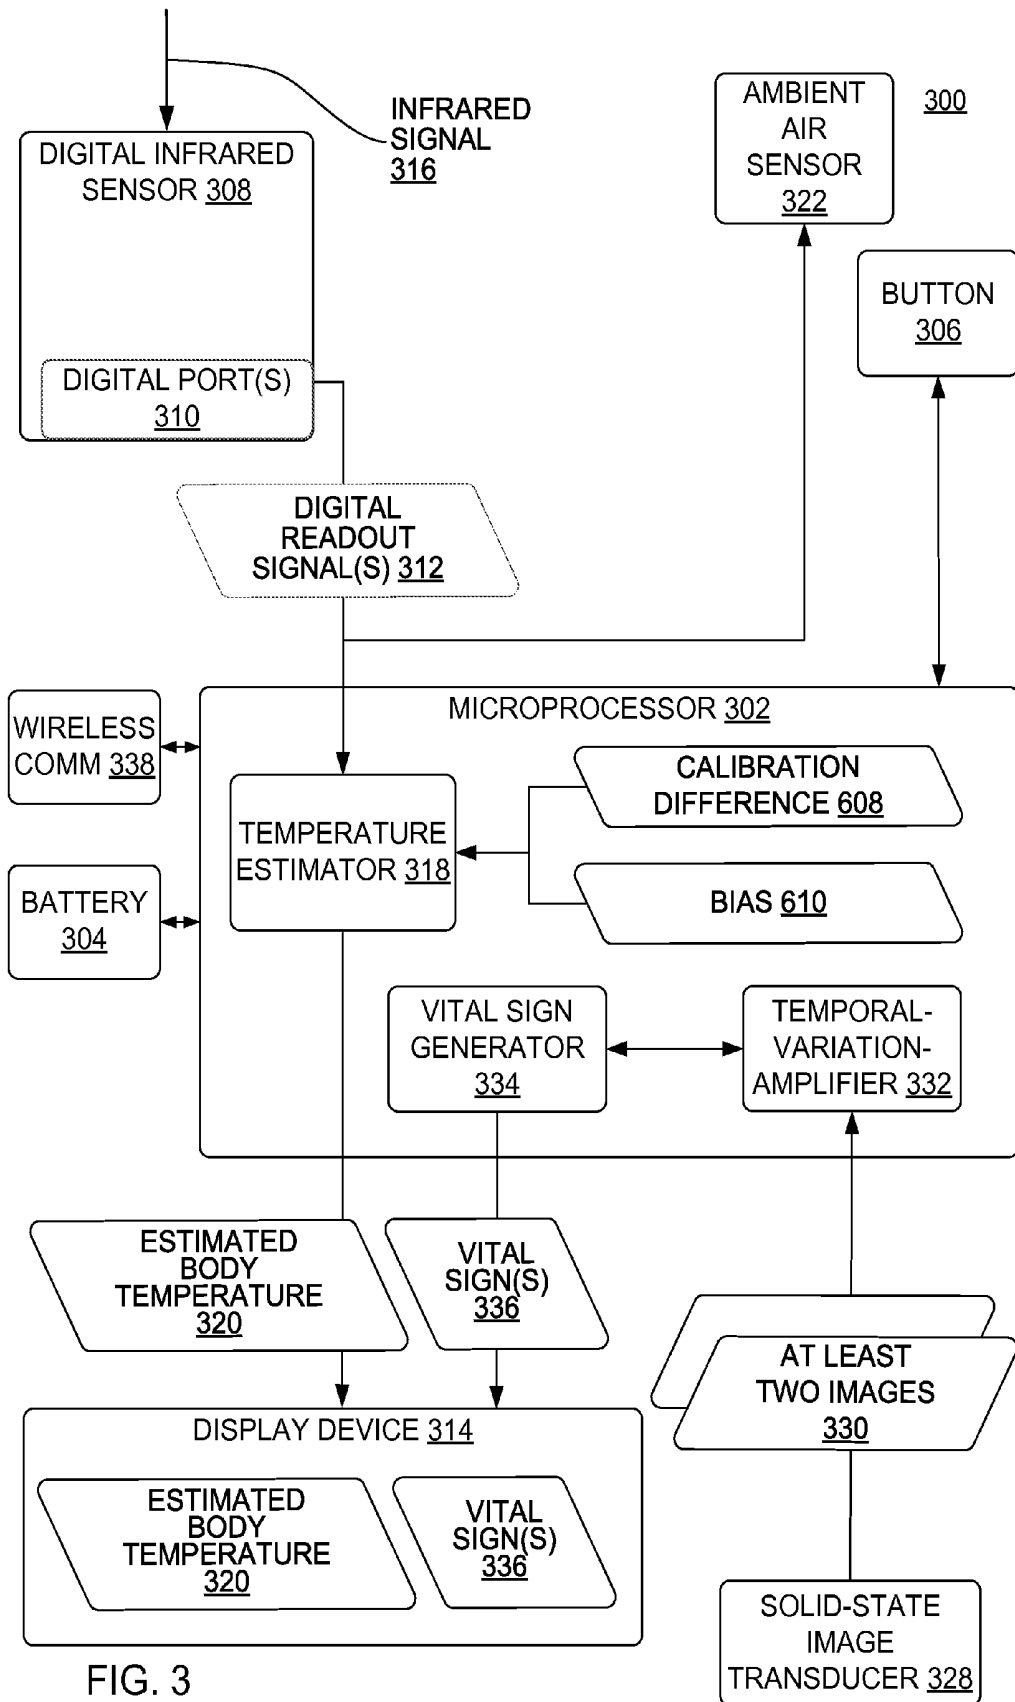 INFRARED
SIGNAL
316
AMBIENT
AIR
SENSOR
322
300
DIGITAL INFRARED
SENSOR 308
BUTTON
306
DIGITAL PORT(S)
310
DIGITAL
READOUT
SIGNAL(S) 312
MICROPROCESSOR 302
WIRELESS
COMM 338
CALIBRATION
DIFFERENCE 608
TEMPERATURE
ESTIMATOR 318
BATTERY
304
BIAS 610
VITAL SIGN
GENERATOR
334
TEMPORAL-
VARIATION-
AMPLIFIER 332
ESTIMATED
BODY
TEMPERATURE
320
VITAL
SIGN(S)
336
AT LEAST
TWO IMAGES
330
DISPLAY DEVICE 314
ESTIMATED
BODY
TEMPERATURE
320
VITAL
SIGN(S)
336
SOLID-STATE
IMAGE
TRANSDUCER 328
FIG. 3